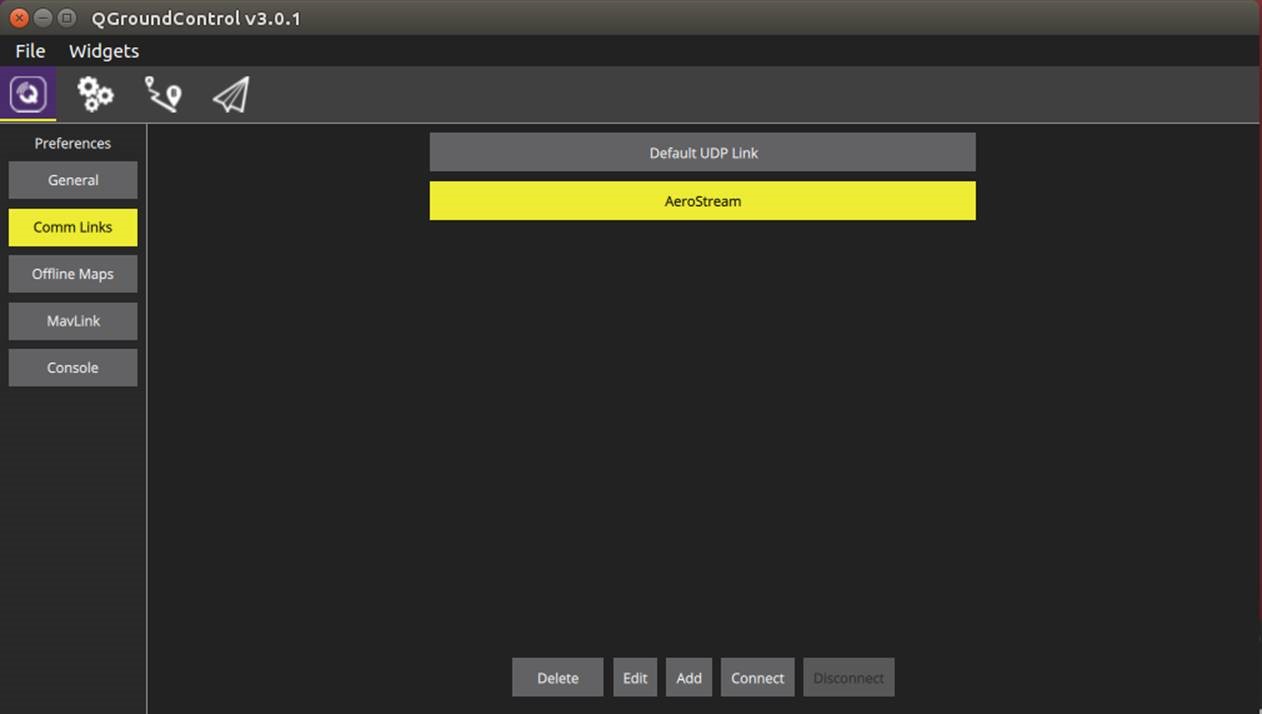 QGroundControl v3.0.1
File Widgets
Preferences
General
Comm Links
Offline Maps
MavLink
Console
Default UDP Link
AeroStream
Delete Edit Add Connect Disconnect